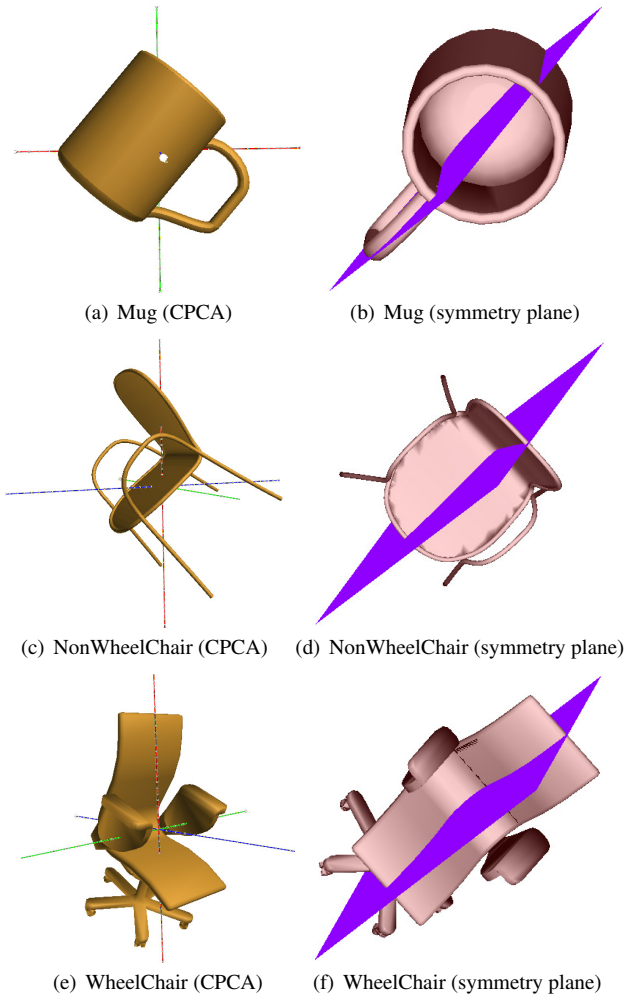 (a) Mug (CPCA)
(b) Mug (symmetry plane)
(c) NonWheelChair (CPCA)
(d) NonWheelChair (symmetry plane)
(e) WheelChair (CPCA)
(f) WheelChair (symmetry plane)